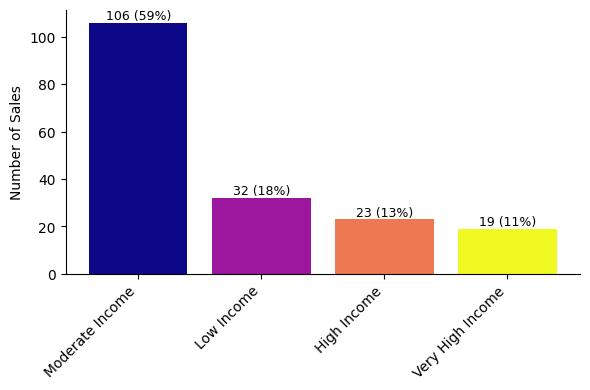 106 (59%)
100
80
60
40
20
0
Number of Sales
32 (18%)
23 (13%)
19 (11%)
Moderate Income
Low Income
High Income
Very High Income